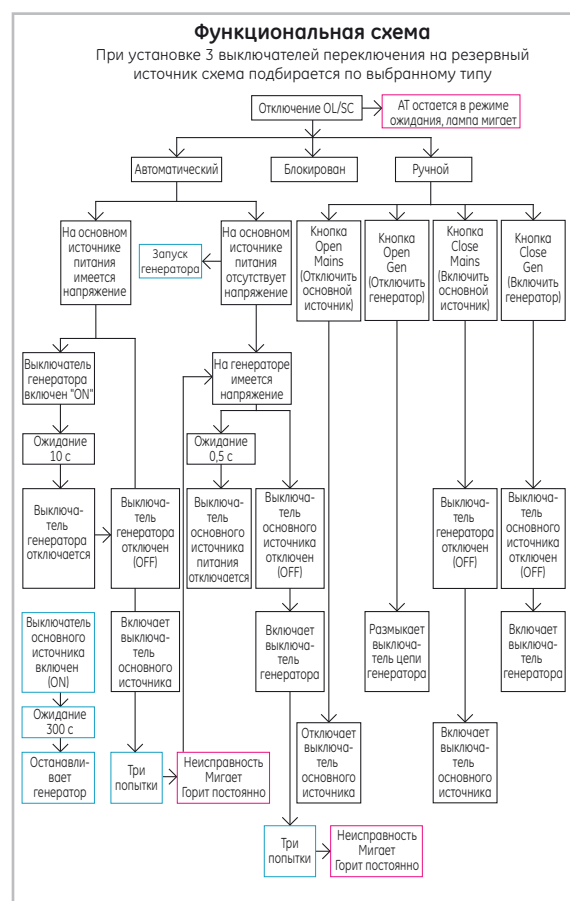 Функциональная схема
При установке 3 выключателей переключения на резервный
источник схема подбирается по выбранному типу
Отключение OL/SC
АТ остается в режиме
ожидания, лампа мигает
Автоматический
Блокирован
Ручной
На основном
источнике
питания
имеется
напряжение
Запуск
генератора
На основном
источнике
питания
отсутствует
напряжение
Кнопка
Open
Mains
(Отключить
основной
источник)
Кнопка
Open
Gen
(Отключить
генератор)
Кнопка
Close
Mains
(Включить
основной
источник)
Кнопка
Close
Gen
(Включить
генератор)
Выключатель
генератора
включен "ON"
На генераторе
имеется
напряжение
Ожидание
10 с
Ожидание
0,5 с
Выключа-
тель
генератора
отключается
Выключа-
тель
генератора
отключен
(OFF)
Выключа-
тель
основного
источника
питания
отключается
Выключа-
тель
основного
источника
отключен
(OFF)
Выключа-
тель
генератора
отключен
(OFF)
Выключа-
тель
основного
источника
отключен
(OFF)
Выключатель
основного
источника
включен
(ON)
Включает
выключа-
тель
основного
источника
Включает
выключа-
тель
генератора
Размыкает
выключа-
тель цепи
генератора
Включает
выключа-
тель
генератора
Ожидание
300 с
Останавли-
вает
генератор
Три
попытки
Неисправность
Мигает
Горит постоянно
Отключает
выключа-
тель
основного
источника
Включает
выключа-
тель
основного
источника
Три
попытки
Неисправность
Мигает
Горит постоянно